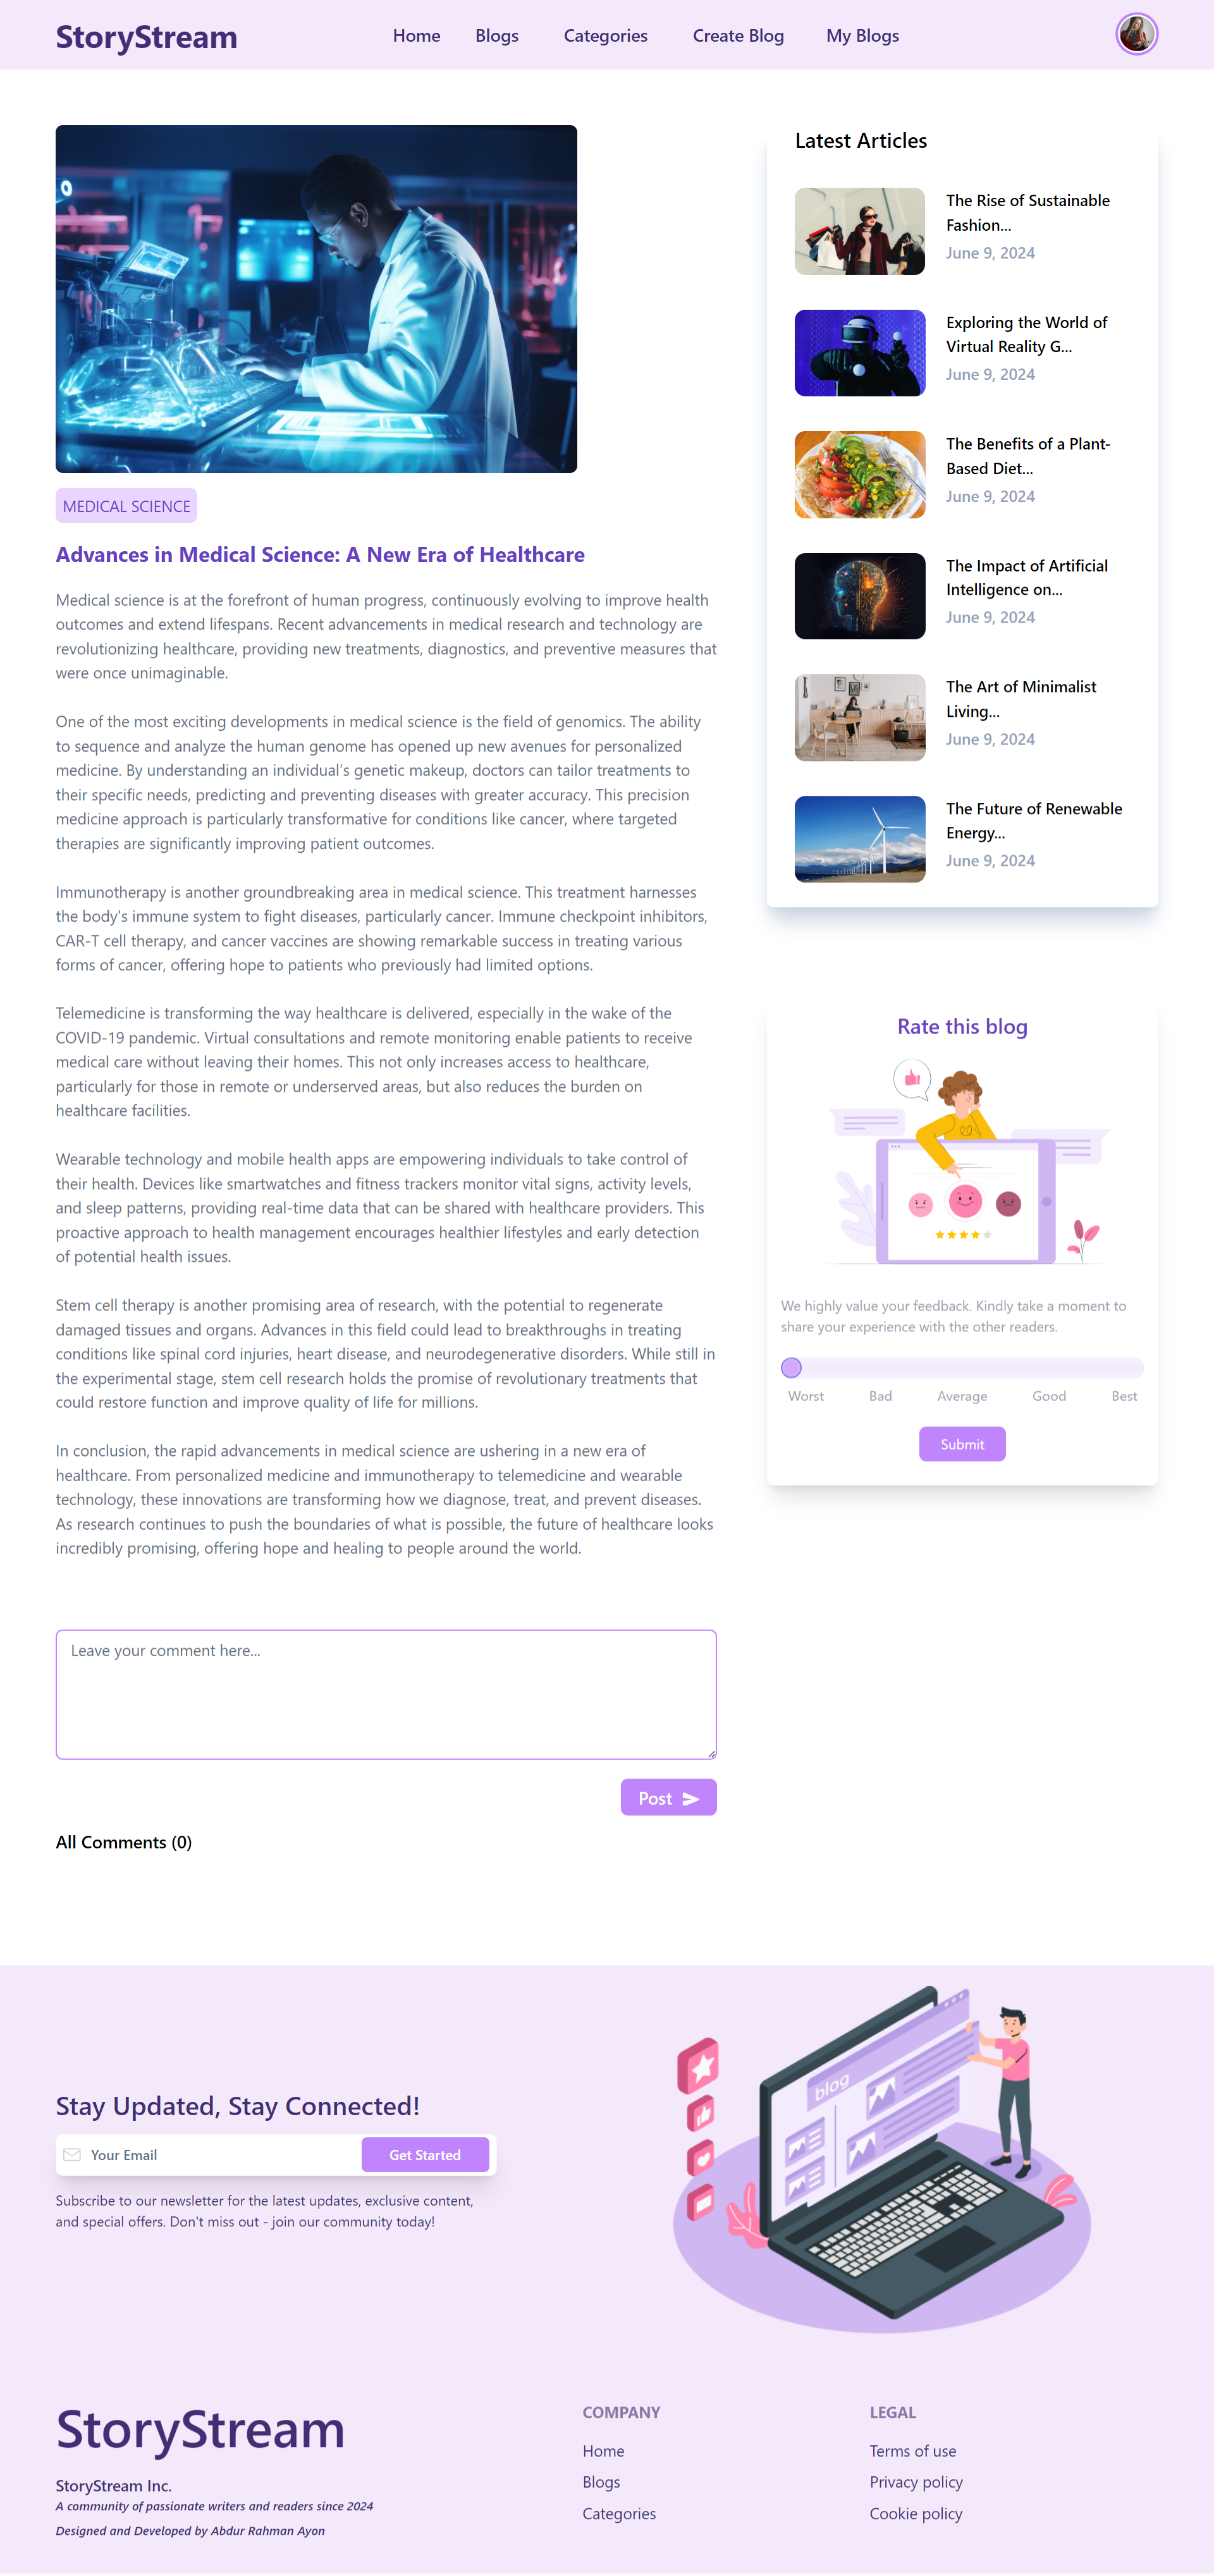 StoryStream
Home
Blogs
Categories
Create Blog
My Blogs
MEDICAL SCIENCE
Advances in Medical Science: A New Era of Healthcare
Medical science is at the forefront of human progress, continuously evolving to improve health
outcomes and extend lifespans. Recent advancements in medical research and technology are
revolutionizing healthcare, providing new treatments, diagnostics, and preventive measures that
were once unimaginable.
One of the most exciting developments in medical science is the field of genomics. The ability
to sequence and analyze the human genome has opened up new avenues for personalized
medicine. By understanding an individual’s genetic makeup, doctors can tailor treatments to
their specific needs, predicting and preventing diseases with greater accuracy. This precision
medicine approach is particularly transformative for conditions like cancer, where targeted
therapies are significantly improving patient outcomes.
Immunotherapy is another groundbreaking area in medical science. This treatment harnesses
the body's immune system to fight diseases, particularly cancer. Immune checkpoint inhibitors,
CAR-T cell therapy, and cancer vaccines are showing remarkable success in treating various
forms of cancer, offering hope to patients who previously had limited options.
Telemedicine is transforming the way healthcare is delivered, especially in the wake of the
COVID-19 pandemic. Virtual consultations and remote monitoring enable patients to receive
medical care without leaving their homes. This not only increases access to healthcare,
particularly for those in remote or underserved areas, but also reduces the burden on
healthcare facilities.
Wearable technology and mobile health apps are empowering individuals to take control of
their health. Devices like smartwatches and fitness trackers monitor vital signs, activity levels,
and sleep patterns, providing real-time data that can be shared with healthcare providers. This
proactive approach to health management encourages healthier lifestyles and early detection
of potential health issues.
Stem cell therapy is another promising area of research, with the potential to regenerate
damaged tissues and organs. Advances in this field could lead to breakthroughs in treating
conditions like spinal cord injuries, heart disease, and neurodegenerative disorders. While still in
the experimental stage, stem cell research holds the promise of revolutionary treatments that
could restore function and improve quality of life for millions.
In conclusion, the rapid advancements in medical science are ushering in a new era of
healthcare. From personalized medicine and immunotherapy to telemedicine and wearable
technology, these innovations are transforming how we diagnose, treat, and prevent diseases.
As research continues to push the boundaries of what is possible, the future of healthcare looks
incredibly promising, offering hope and healing to people around the world.
Leave your comment here...
Post
All Comments (0)
Latest Articles
The Rise of Sustainable
Fashion...
June 9, 2024
Exploring the World of
Virtual Reality G...
June 9, 2024
The Benefits of a Plant-
Based Diet...
June 9, 2024
The Impact of Artificial
Intelligence on...
June 9, 2024
The Art of Minimalist
Living...
June 9, 2024
The Future of Renewable
Energy...
June 9, 2024
Rate this blog
We highly value your feedback. Kindly take a moment to
share your experience with the other readers.
Worst
Bad
Average
Good
Best
Submit
Stay Updated, Stay Connected!
Your Email
Get Started
Subscribe to our newsletter for the latest updates, exclusive content,
and special offers. Don't miss out - join our community today!
blog
StoryStream
StoryStream Inc.
A community of passionate writers and readers since 2024
Designed and Developed by Abdur Rahman Ayon
COMPANY
Home
Blogs
Categories
LEGAL
Terms of use
Privacy policy
Cookie policy